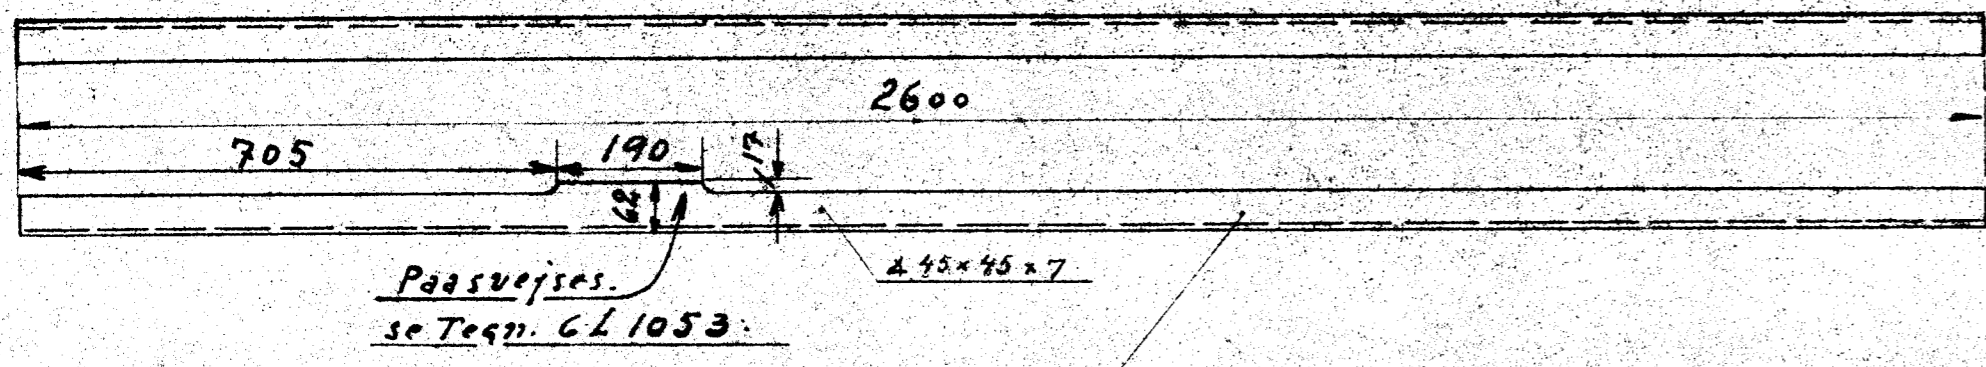 2600
705
190
17
62
Paasvejses.
∠ 45 × 45 × 7
se Tegn. GL 1053.